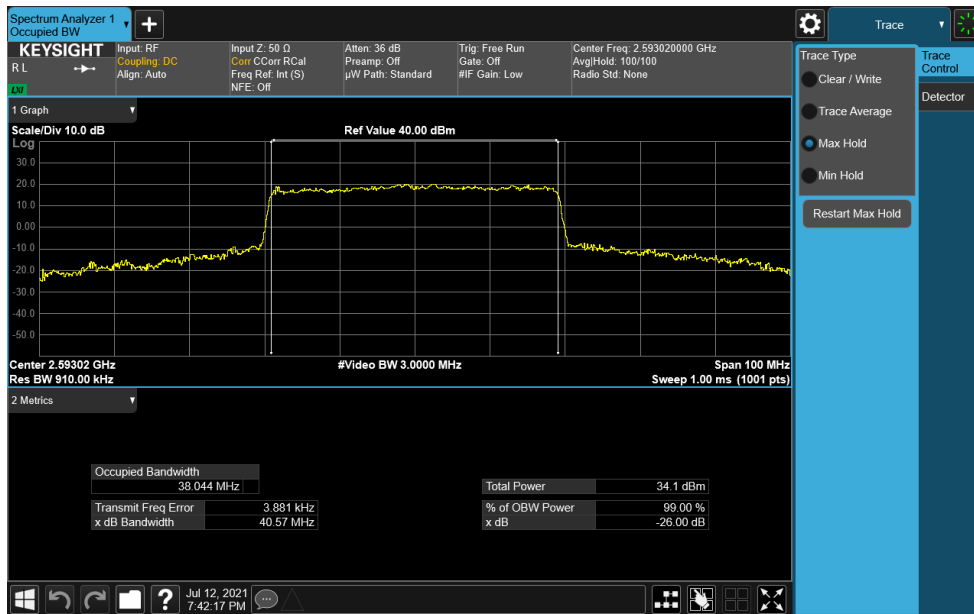 Spectrum Analyzer 1
Occupied BW
Trace
KEYSIGHT
R L
LXI
Input: RF
Coupling: DC
Align: Auto
Input Z: 50 Ω
Corr CCorr RCal
Freq Ref: Int (S)
NFE: Off
Atten: 36 dB
Preamp: Off
µW Path: Standard
Trig: Free Run
Gate: Off
#IF Gain: Low
Center Freq: 2.593020000 GHz
Avg|Hold: 100/100
Radio Std: None
Trace Type
Clear / Write
Trace Average
Max Hold
Min Hold
Restart Max Hold
Trace Control
Detector
1 Graph
Scale/Div 10.0 dB
Ref Value 40.00 dBm
Log
30.0
20.0
10.0
0.00
-10.0
-20.0
-30.0
-40.0
-50.0
Center 2.59302 GHz
#Video BW 3.0000 MHz
Span 100 MHz
Res BW 910.00 kHz
Sweep 1.00 ms (1001 pts)
2 Metrics
Occupied Bandwidth
38.044 MHz
Total Power 34.1 dBm
Transmit Freq Error 3.881 kHz
% of OBW Power 99.00 %
x dB Bandwidth 40.57 MHz
x dB -26.00 dB
?
Jul 12, 2021
7:42:17 PM